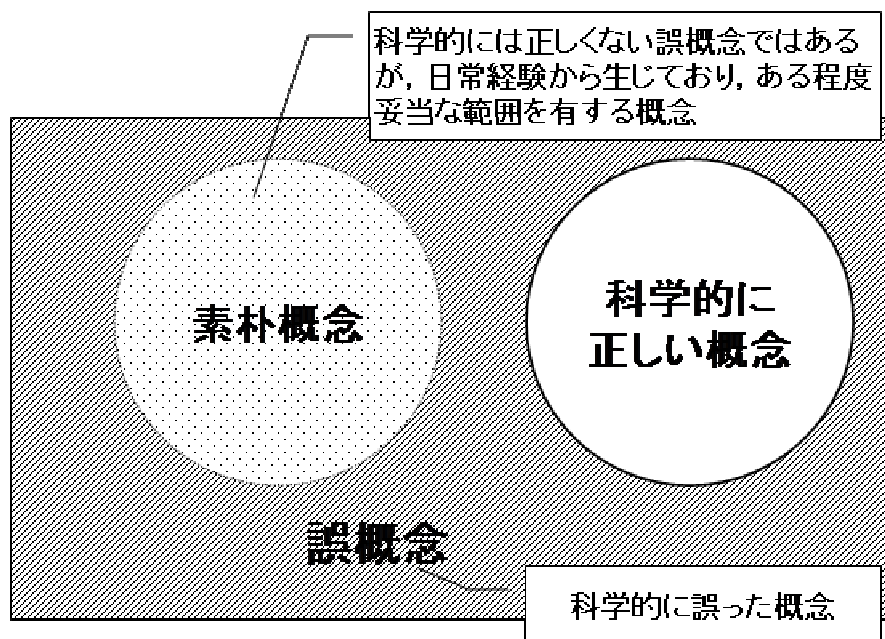 科学的には正しくない誤概念ではある
が，日常経験から生じており，ある程度
妥当な範囲を有する概念
素朴概念
科学的に
正しい概念
誤概念
科学的に誤った概念